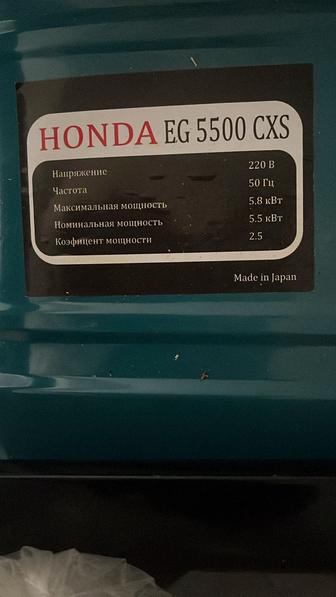 HONDA EG 5500 CXS
Напряжение 220 В
Частота 50 Гц
Максимальная мощность 5.8 кВт
Номинальная мощность 5.5 кВт
Коэфицент мощности 2.5
Made in Japan